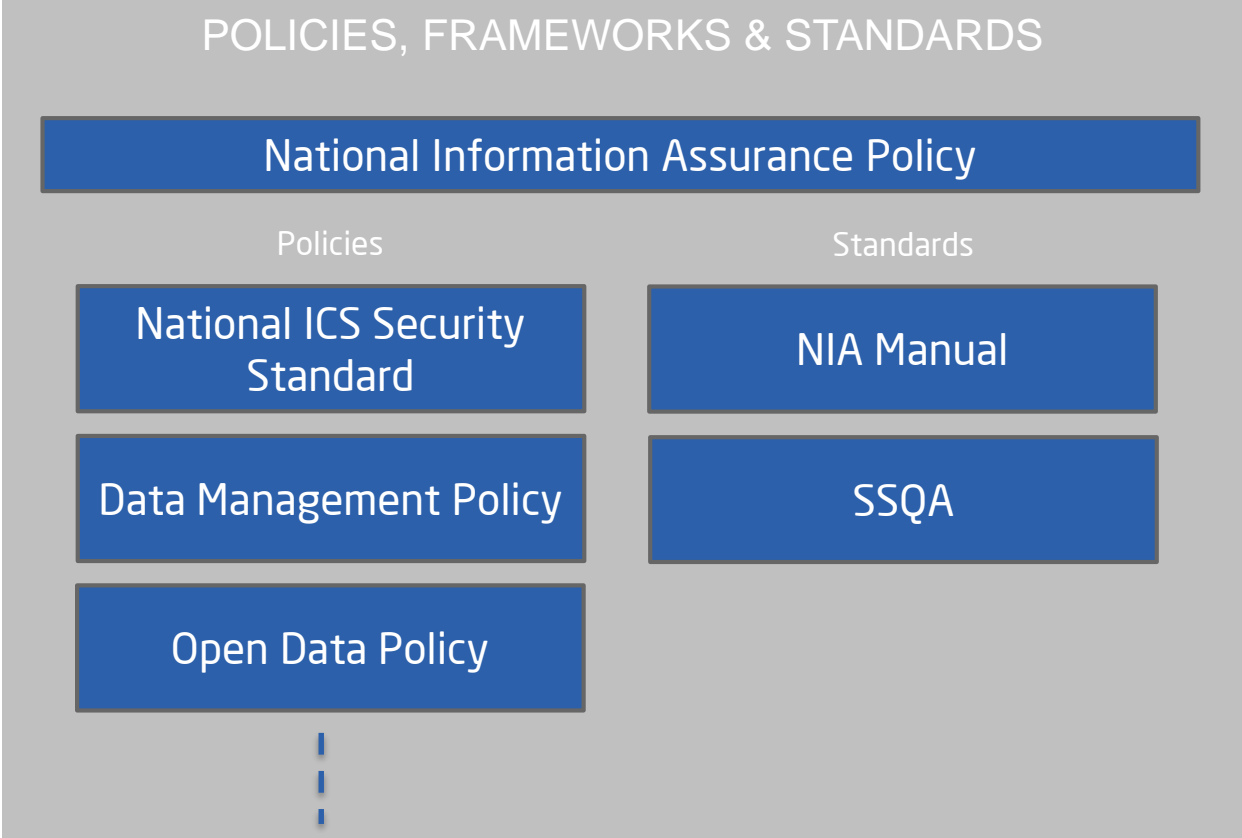 POLICIES, FRAMEWORKS & STANDARDS
National Information Assurance Policy
Policies
National ICS Security
Standard
Data Management Policy
Open Data Policy
Standards
NIA Manual
SSQA